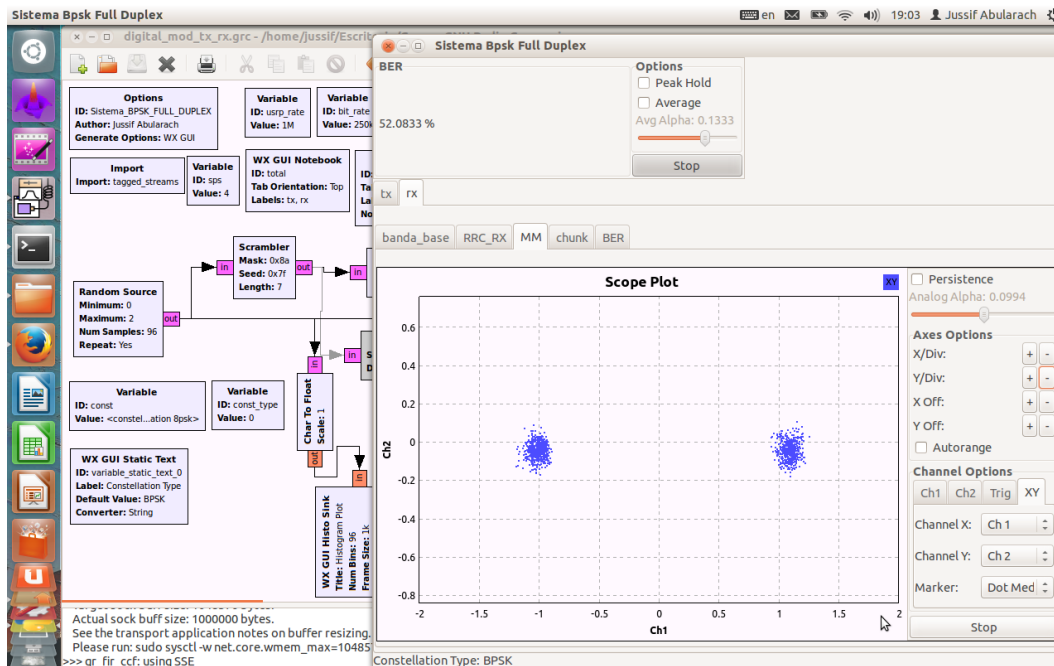 Sistema Bpsk Full Duplex
en
19:03
Jussif Abularach
digital_mod_tx_rx.grc - /home/jussif/Escrit
Sistema Bpsk Full Duplex
Options
ID: Sistema_BPSK_FULL_DUPLEX
Author: Jussif Abularach
Generate Options: WX GUI
Variable
ID: usrp_rate
Value: 1M
Variable
ID: bit_rate
Value: 250k
Import
Import: tagged_streams
Variable
ID: sps
Value: 4
WX GUI Notebook
ID: total
Tab Orientation: Top
Labels: tx, rx
ID:
Ta
La
No
Scrambler
Mask: 0x8a
Seed: 0x7f
Length: 7
in
out
in
Random Source
Minimum: 0
Maximum: 2
Num Samples: 96
Repeat: Yes
out
in
in
S
D
Char To Float
Scale: 1
out
in
Variable
ID: const
Value: <constel...ation 8psk>
Variable
ID: const_type
Value: 0
WX GUI Static Text
ID: variable_static_text_0
Label: Constellation Type
Default Value: BPSK
Converter: String
WX GUI Histo Sink
Title: Histogram Plot
Num Bins: 96
Frame Size: 1k
Actual sock buff size: 1000000 bytes.
See the transport application notes on buffer resizing.
Please run: sudo sysctl -w net.core.wmem_max=10485
>>> gr_fir_ccf: using SSE
BER
52.0833 %
Options
Peak Hold
Average
Avg Alpha: 0.1333
Stop
tx
rx
banda_base
RRC_RX
MM
chunk
BER
Scope Plot
XY
0.6
0.4
0.2
0
-0.2
-0.4
-0.6
-0.8
Ch2
-2
-1.5
-1
-0.5
0
0.5
1
1.5
2
Ch1
Persistence
Analog Alpha: 0.0994
Axes Options
X/Div:
+
-
Y/Div:
+
-
X Off:
+
-
Y Off:
+
-
Autorange
Channel Options
Ch1
Ch2
Trig
XY
Channel X:
Ch 1
Channel Y:
Ch 2
Marker:
Dot Med
Stop
Constellation Type: BPSK